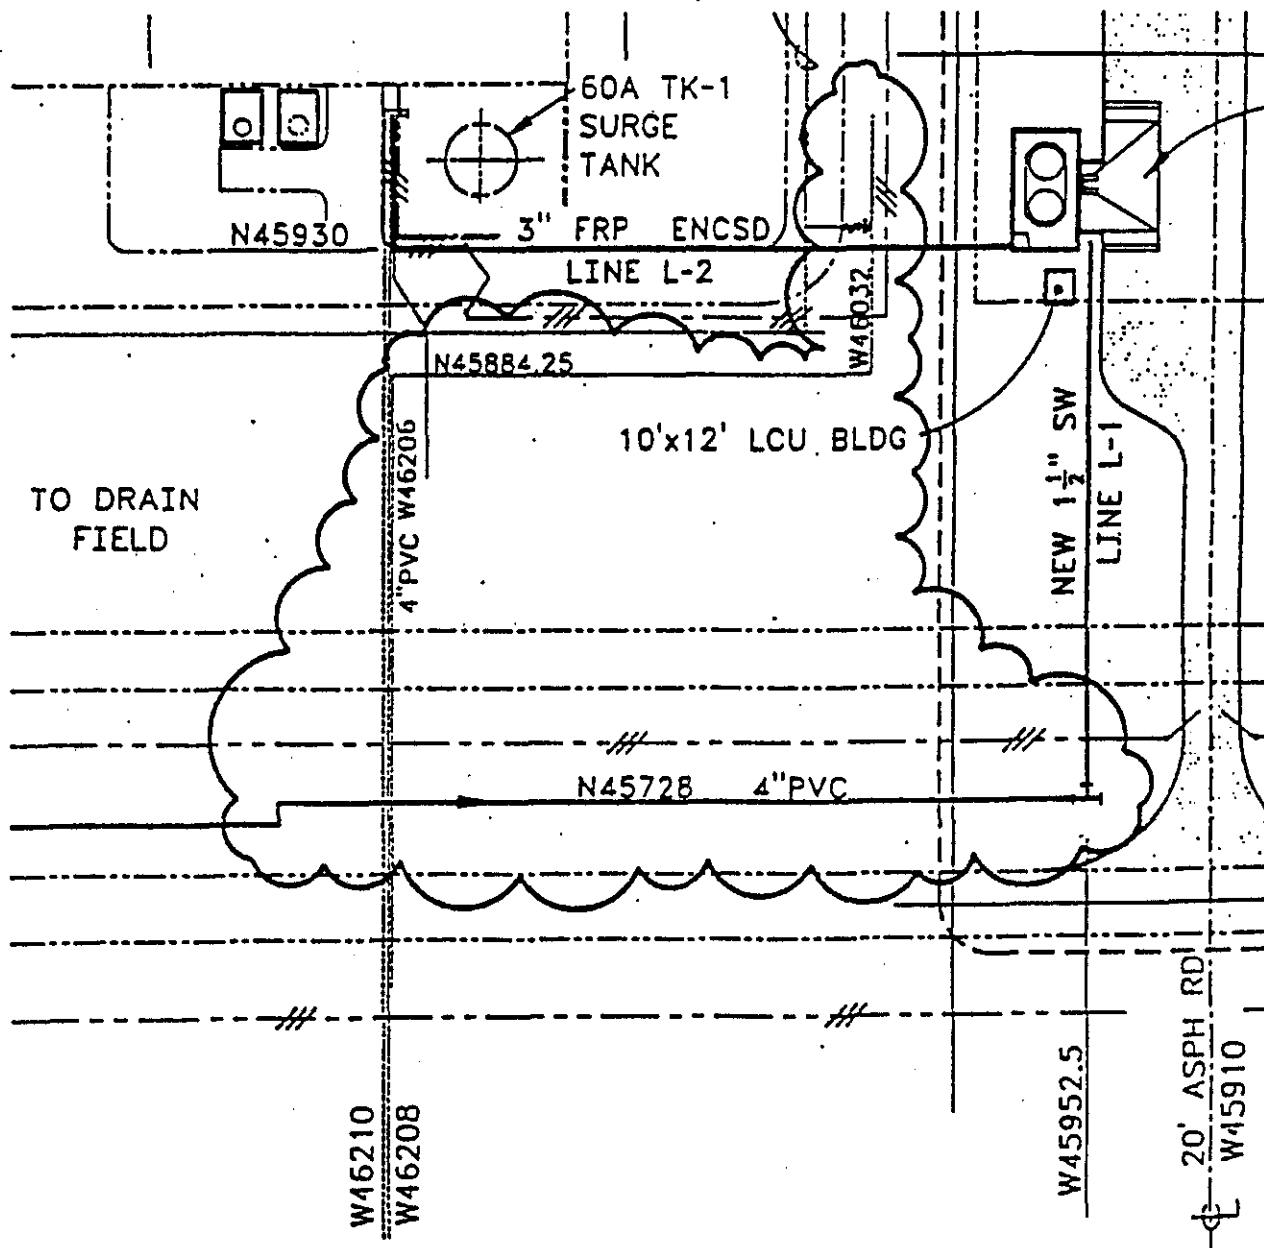 60A TK-1
SURGE
TANK
N45930
3" FRP ENCSD
LINE L-2
W46032
N45884.25
10'x12' LCU BLDG
4"PVC W46206
NEW 1 1/2" SW
LINE L-1
TO DRAIN
FIELD
N45728 4"PVC
W46210
W46208
W45952.5
20' ASPH RD
W45910